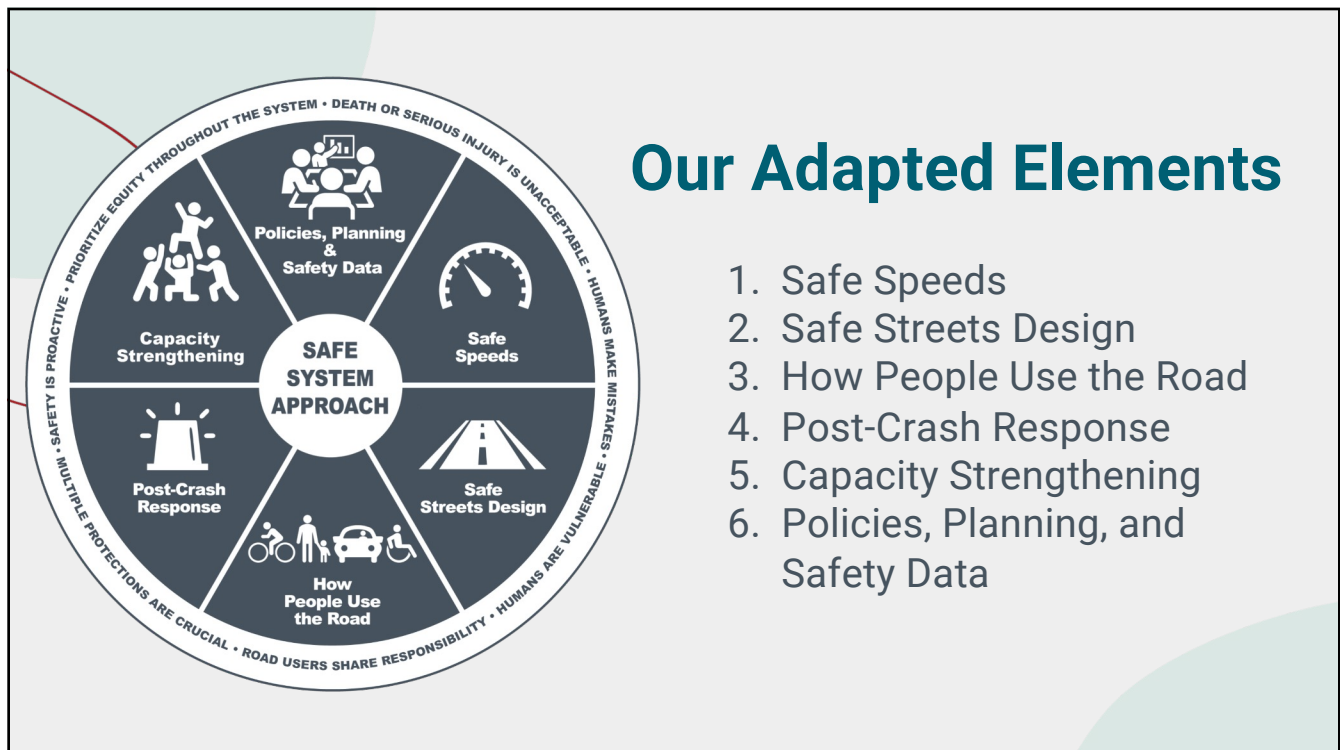 PRIORITIZE EQUITY THROUGHOUT THE SYSTEM • DEATH OR SERIOUS INJURY IS UNACCEPTABLE • HUMANS MAKE MISTAKES • HUMANS ARE VULNERABLE • ROAD USERS SHARE RESPONSIBILITY • MULTIPLE PROTECTIONS ARE CRUCIAL • SAFETY IS PROACTIVE •
Policies, Planning
&
Safety Data
Safe
Speeds
Safe
Streets Design
How
People Use
the Road
Post-Crash
Response
Capacity
Strengthening
SAFE
SYSTEM
APPROACH
Our Adapted Elements
1. Safe Speeds
2. Safe Streets Design
3. How People Use the Road
4. Post-Crash Response
5. Capacity Strengthening
6. Policies, Planning, and
Safety Data